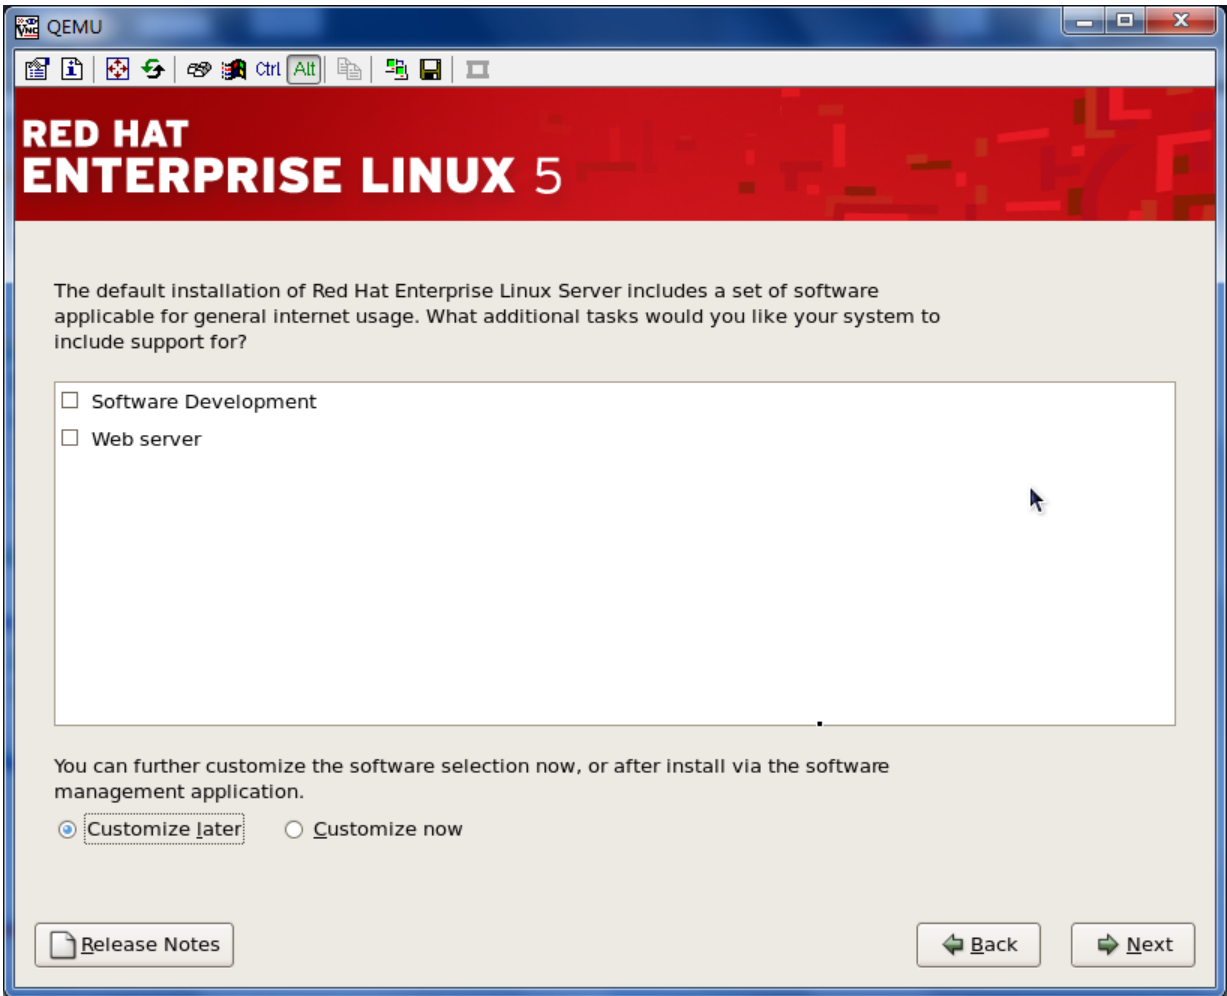 QEMU
Ctrl Alt
RED HAT
ENTERPRISE LINUX 5
The default installation of Red Hat Enterprise Linux Server includes a set of software
applicable for general internet usage. What additional tasks would you like your system to
include support for?
Software Development
Web server
You can further customize the software selection now, or after install via the software
management application.
Customize later Customize now
Release Notes Back Next